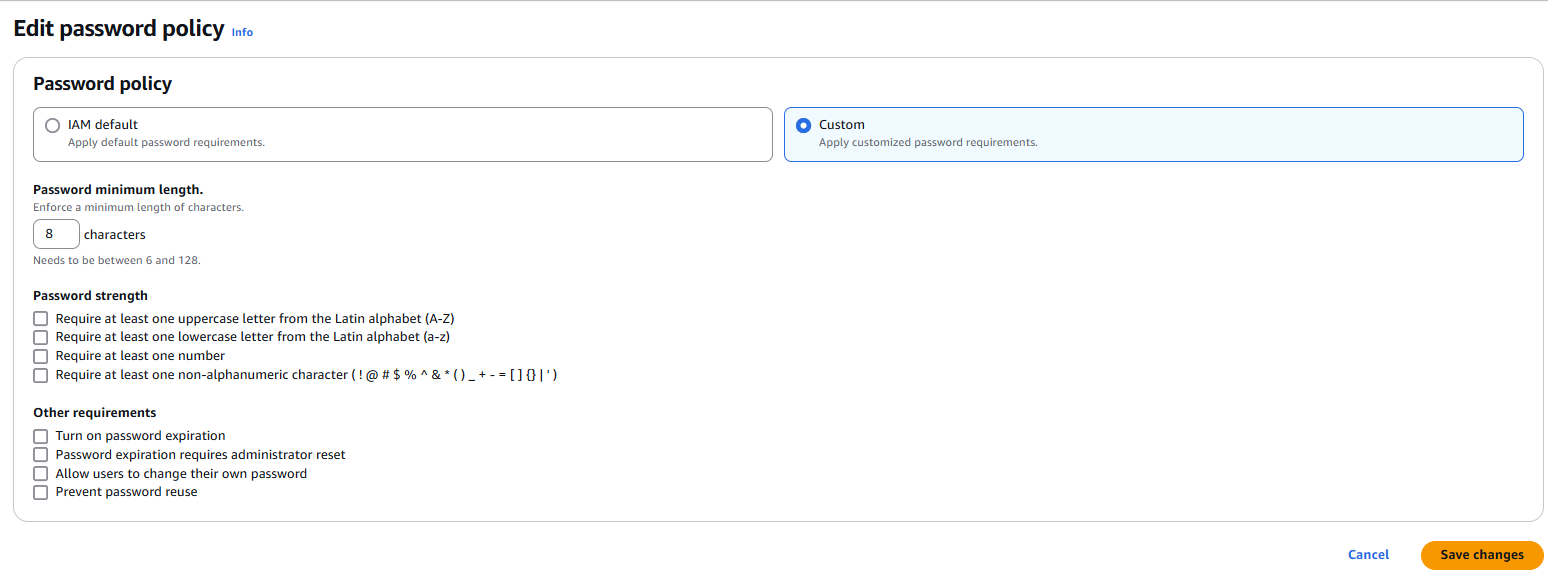 Edit password policy Info
Password policy
IAM default
Apply default password requirements.
Custom
Apply customized password requirements.
Password minimum length.
Enforce a minimum length of characters.
8 characters
Needs to be between 6 and 128.
Password strength
Require at least one uppercase letter from the Latin alphabet (A-Z)
Require at least one lowercase letter from the Latin alphabet (a-z)
Require at least one number
Require at least one non-alphanumeric character ( ! @ # $ % ^ & * ( ) _ + - = [ ] {} | ' )
Other requirements
Turn on password expiration
Password expiration requires administrator reset
Allow users to change their own password
Prevent password reuse
Cancel
Save changes